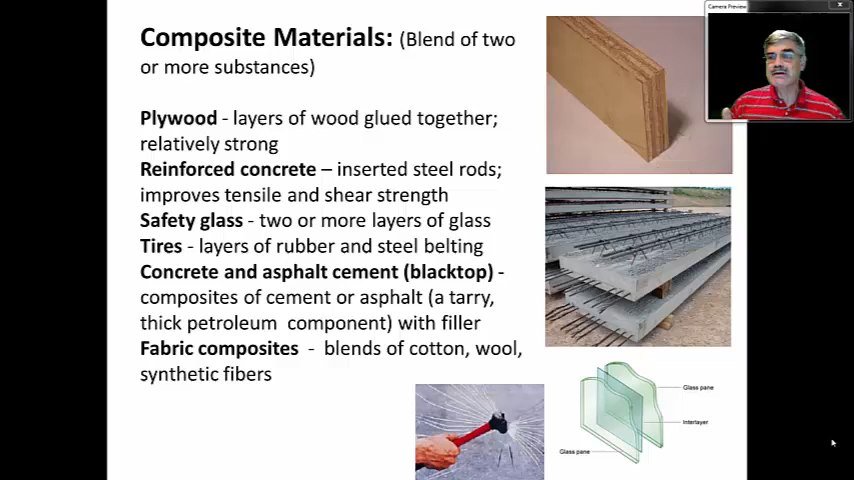 Composite Materials: (Blend of two
or more substances)
Plywood - layers of wood glued together;
relatively strong
Reinforced concrete – inserted steel rods;
improves tensile and shear strength
Safety glass - two or more layers of glass
Tires - layers of rubber and steel belting
Concrete and asphalt cement (blacktop) -
composites of cement or asphalt (a tarry,
thick petroleum component) with filler
Fabric composites - blends of cotton, wool,
synthetic fibers
Camera Preview
Glass pane
Interlayer
Glass pane